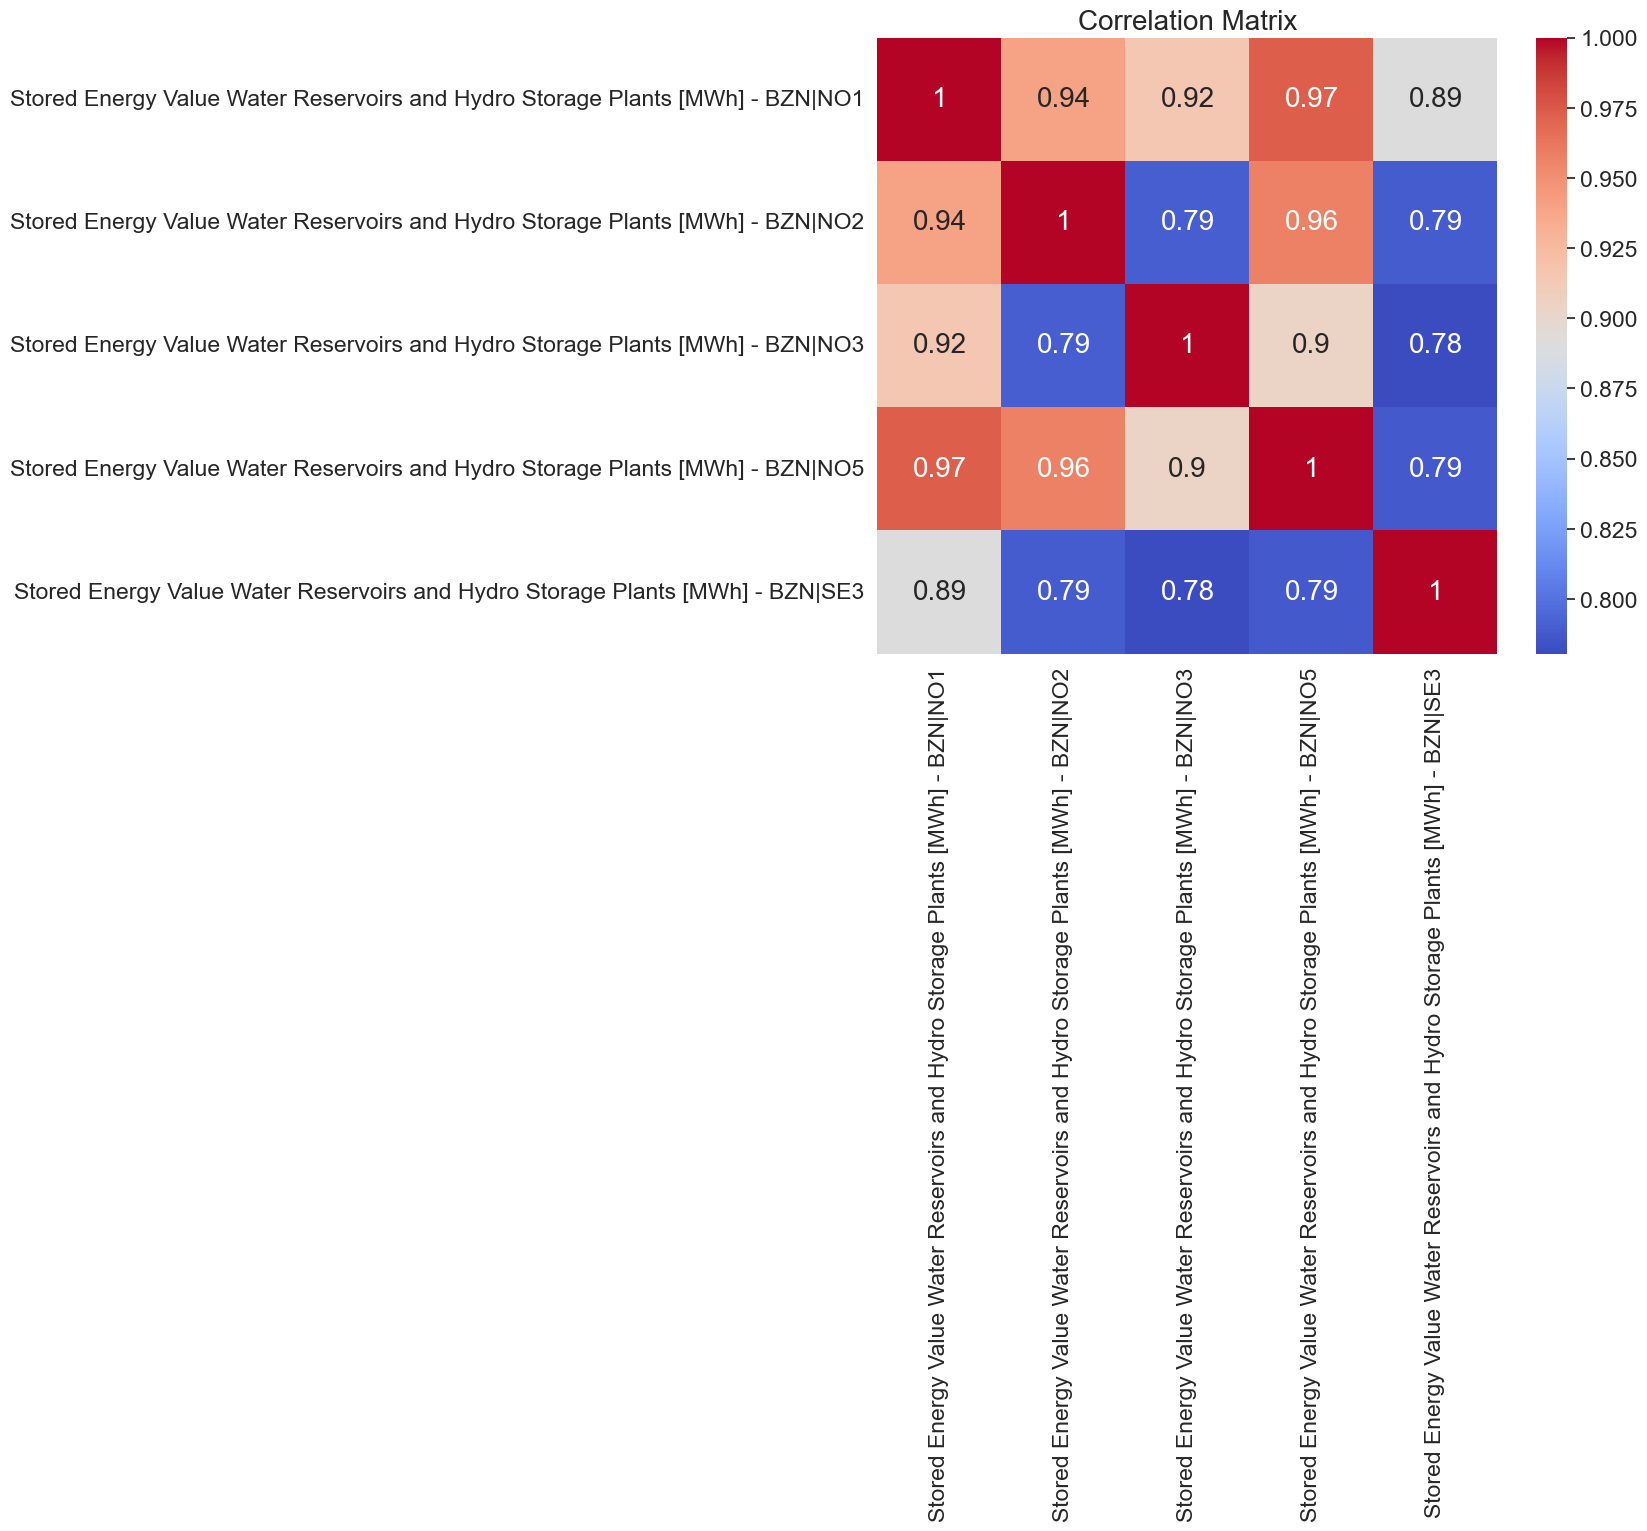 Correlation Matrix
Stored Energy Value Water Reservoirs and Hydro Storage Plants [MWh] - BZN|NO1
1 0.94 0.92 0.97 0.89
Stored Energy Value Water Reservoirs and Hydro Storage Plants [MWh] - BZN|NO2
0.94 1 0.79 0.96 0.79
Stored Energy Value Water Reservoirs and Hydro Storage Plants [MWh] - BZN|NO3
0.92 0.79 1 0.9 0.78
Stored Energy Value Water Reservoirs and Hydro Storage Plants [MWh] - BZN|NO5
0.97 0.96 0.9 1 0.79
Stored Energy Value Water Reservoirs and Hydro Storage Plants [MWh] - BZN|SE3
0.89 0.79 0.78 0.79 1
Stored Energy Value Water Reservoirs and Hydro Storage Plants [MWh] - BZN|NO1
Stored Energy Value Water Reservoirs and Hydro Storage Plants [MWh] - BZN|NO2
Stored Energy Value Water Reservoirs and Hydro Storage Plants [MWh] - BZN|NO3
Stored Energy Value Water Reservoirs and Hydro Storage Plants [MWh] - BZN|NO5
Stored Energy Value Water Reservoirs and Hydro Storage Plants [MWh] - BZN|SE3
1.000
0.975
0.950
0.925
0.900
0.875
0.850
0.825
0.800